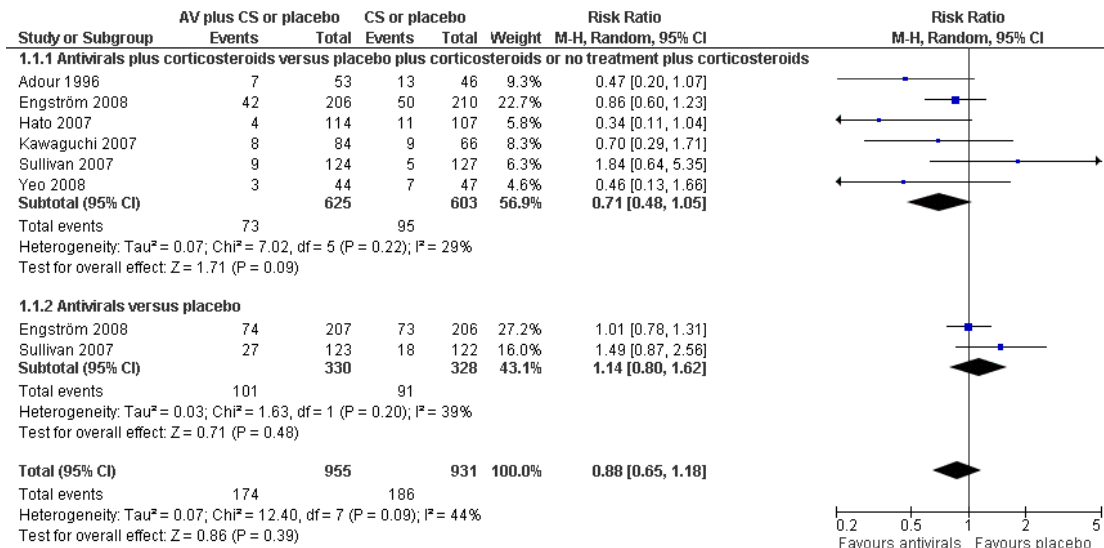 AV plus CS or placebo CS or placebo Risk Ratio Risk Ratio
Study or Subgroup Events Total Events Total Weight M-H, Random, 95% CI M-H, Random, 95% CI
1.1.1 Antivirals plus corticosteroids versus placebo plus corticosteroids or no treatment plus corticosteroids
Adour 1996 7 53 13 46 9.3% 0.47 [0.20, 1.07]
Engström 2008 42 206 50 210 22.7% 0.86 [0.60, 1.23]
Hato 2007 4 114 11 107 5.8% 0.34 [0.11, 1.04]
Kawaguchi 2007 8 84 9 66 8.3% 0.70 [0.29, 1.71]
Sullivan 2007 9 124 5 127 6.3% 1.84 [0.64, 5.35]
Yeo 2008 3 44 7 47 4.6% 0.46 [0.13, 1.66]
Subtotal (95% CI) 625 603 56.9% 0.71 [0.48, 1.05]
Total events 73 95
Heterogeneity: Tau² = 0.07; Chi² = 7.02, df = 5 (P = 0.22); I² = 29%
Test for overall effect: Z = 1.71 (P = 0.09)
1.1.2 Antivirals versus placebo
Engström 2008 74 207 73 206 27.2% 1.01 [0.78, 1.31]
Sullivan 2007 27 123 18 122 16.0% 1.49 [0.87, 2.56]
Subtotal (95% CI) 330 328 43.1% 1.14 [0.80, 1.62]
Total events 101 91
Heterogeneity: Tau² = 0.03; Chi² = 1.63, df = 1 (P = 0.20); I² = 39%
Test for overall effect: Z = 0.71 (P = 0.48)
Total (95% CI) 955 931 100.0% 0.88 [0.65, 1.18]
Total events 174 186
Heterogeneity: Tau² = 0.07; Chi² = 12.40, df = 7 (P = 0.09); I² = 44%
Test for overall effect: Z = 0.86 (P = 0.39)
0.2 0.5 1 2 5
Favours antivirals Favours placebo